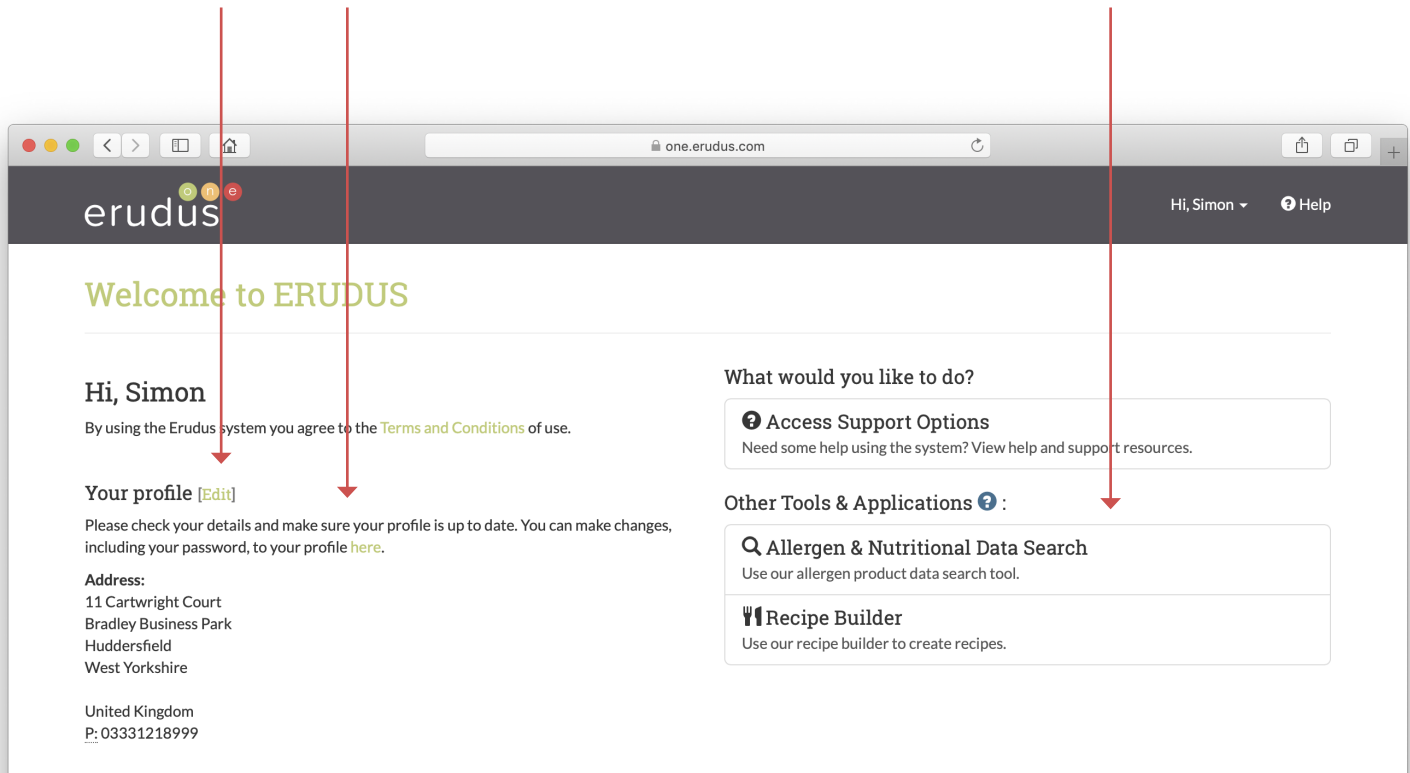 one.erudus.com
one
erudus
Hi, Simon
Help
Welcome to ERUDUS
Hi, Simon
By using the Erudus system you agree to the Terms and Conditions of use.
Your profile [Edit]
Please check your details and make sure your profile is up to date. You can make changes,
including your password, to your profile here.
Address:
11 Cartwright Court
Bradley Business Park
Huddersfield
West Yorkshire
United Kingdom
P: 03331218999
What would you like to do?
Access Support Options
Need some help using the system? View help and support resources.
Other Tools & Applications ? :
Allergen & Nutritional Data Search
Use our allergen product data search tool.
Recipe Builder
Use our recipe builder to create recipes.